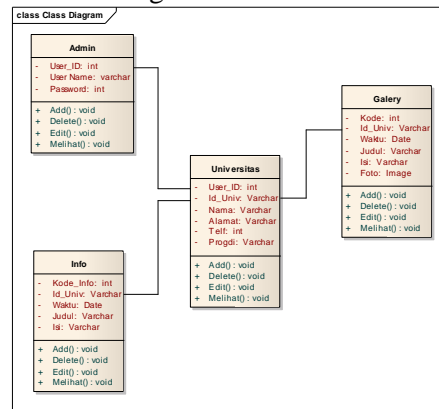 class Class Diagram
Admin
- User_ID: int
- User Name: varchar
- Password: int
+ Add() : void
+ Delete() : void
+ Edit() : void
+ Melihat() : void
Galery
- Kode: int
- Id_Univ: Varchar
- Waktu: Date
- Judul: Varchar
- Isi: Varchar
- Foto: Image
+ Add() : void
+ Delete() : void
+ Edit() : void
+ Melihat() : void
Universitas
- User_ID: int
- Id_Univ: Varchar
- Nama: Varchar
- Alamat: Varchar
- Telf: int
- Progdi: Varchar
+ Add() : void
+ Delete() : void
+ Edit() : void
+ Melihat() : void
Info
- Kode_Info: int
- Id_Univ: Varchar
- Waktu: Date
- Judul: Varchar
- Isi: Varchar
+ Add() : void
+ Delete() : void
+ Edit() : void
+ Melihat() : void